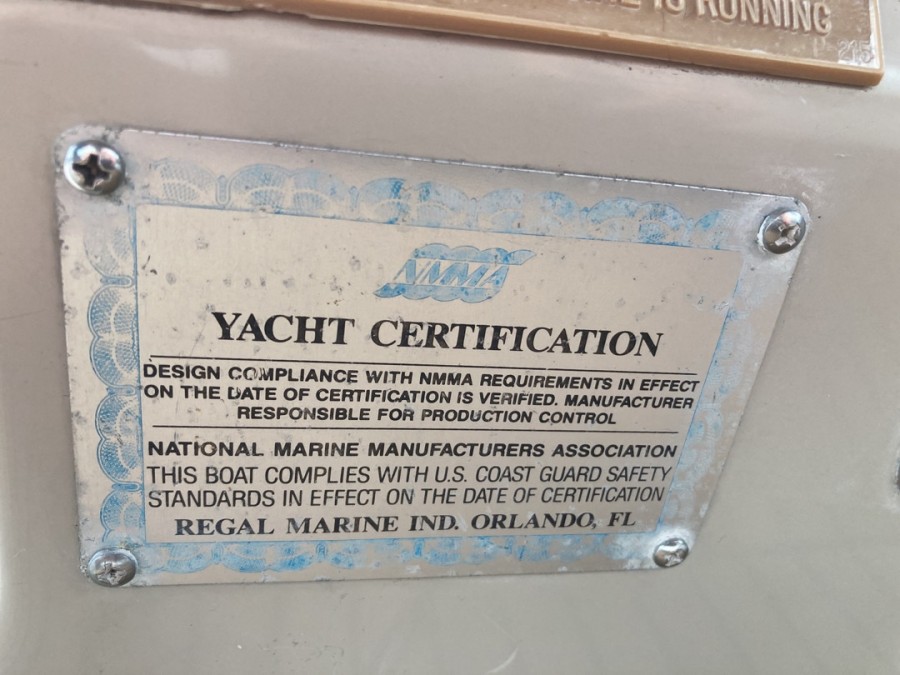 IS RUNNING
NMMA
YACHT CERTIFICATION
DESIGN COMPLIANCE WITH NMMA REQUIREMENTS IN EFFECT
ON THE DATE OF CERTIFICATION IS VERIFIED. MANUFACTURER
RESPONSIBLE FOR PRODUCTION CONTROL
NATIONAL MARINE MANUFACTURERS ASSOCIATION
THIS BOAT COMPLIES WITH U.S. COAST GUARD SAFETY
STANDARDS IN EFFECT ON THE DATE OF CERTIFICATION
REGAL MARINE IND. ORLANDO, FL